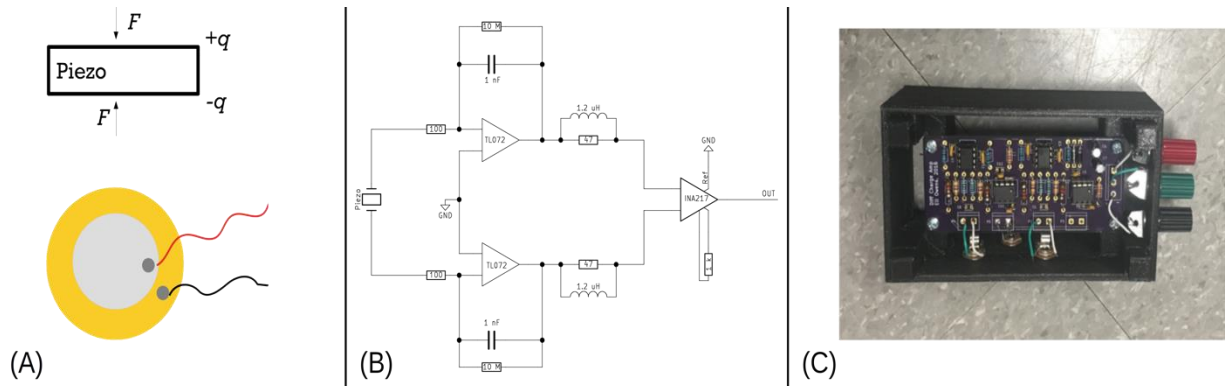 F
+q
Piezo
-q
F
(A)
10 M
1 nF
1.2 uH
100
TL072
47
GND
Ref
Piezo
GND
INA217
OUT
1 k
TL072
47
100
1.2 uH
1 nF
10 M
(B)
(C)